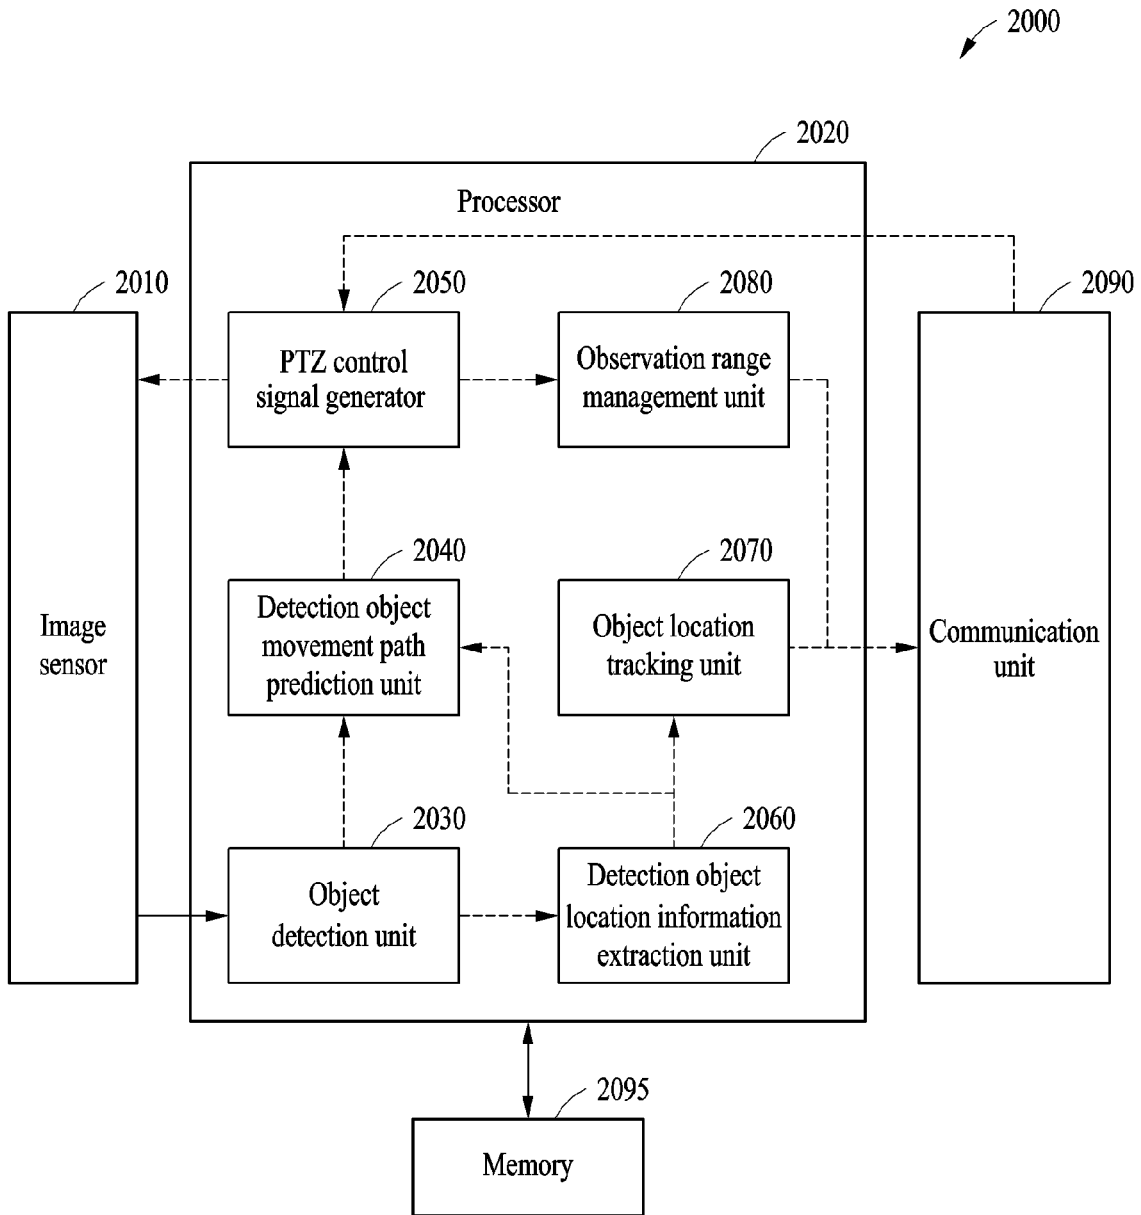 2000
2020
Processor
2010
2050
2080
2090
PTZ control
signal generator
Observation range
management unit
2040
2070
Image
sensor
Detection object
movement path
prediction unit
Object location
tracking unit
Communication
unit
2030
2060
Object
detection unit
Detection object
location information
extraction unit
2095
Memory